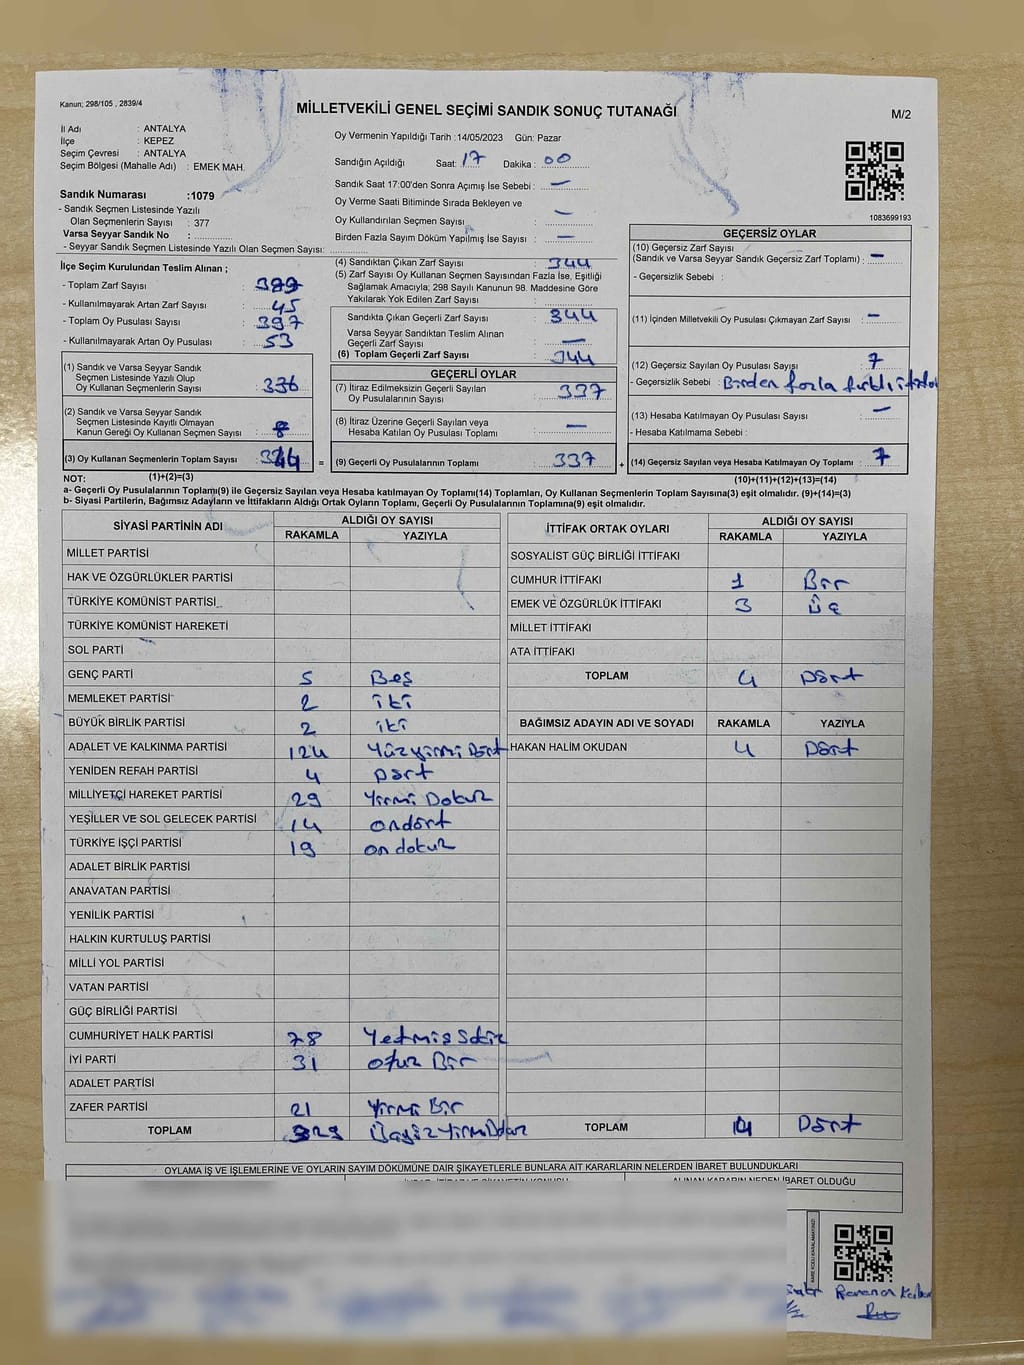 Kanun; 298/105 , 2839/4
MİLLETVEKİLİ GENEL SEÇİMİ SANDIK SONUÇ TUTANAĞI
M/2
İl Adı : ANTALYA
İlçe : KEPEZ
Seçim Çevresi : ANTALYA
Seçim Bölgesi (Mahalle Adı) : EMEK MAH.
Oy Vermenin Yapıldığı Tarih :14/05/2023 Gün: Pazar
Sandığın Açıldığı Saat: 17 Dakika : 00
Sandık Saat 17:00'den Sonra Açımış İse Sebebi : —
Oy Verme Saati Bitiminde Sırada Bekleyen ve
Oy Kullandırılan Seçmen Sayısı : —
Birden Fazla Sayım Döküm Yapılmış İse Sayısı : —
1083699193
Sandık Numarası :1079
- Sandık Seçmen Listesinde Yazılı
Olan Seçmenlerin Sayısı : 377
Varsa Seyyar Sandık No :
- Seyyar Sandık Seçmen Listesinde Yazılı Olan Seçmen Sayısı:
İlçe Seçim Kurulundan Teslim Alınan ;
- Toplam Zarf Sayısı : 389
- Kullanılmayarak Artan Zarf Sayısı : 45
- Toplam Oy Pusulası Sayısı : 397
- Kullanılmayarak Artan Oy Pusulası : 53
(1) Sandık ve Varsa Seyyar Sandık
Seçmen Listesinde Yazılı Olup
Oy Kullanan Seçmenlerin Sayısı : 336
(2) Sandık ve Varsa Seyyar Sandık
Seçmen Listesinde Kayıtlı Olmayan
Kanun Gereği Oy Kullanan Seçmen Sayısı : 8
(3) Oy Kullanan Seçmenlerin Toplam Sayısı : 344 =
(4) Sandıktan Çıkan Zarf Sayısı : 344
(5) Zarf Sayısı Oy Kullanan Seçmen Sayısından Fazla İse, Eşitliği
Sağlamak Amacıyla; 298 Sayılı Kanunun 98. Maddesine Göre
Yakılarak Yok Edilen Zarf Sayısı :
Sandıkta Çıkan Geçerli Zarf Sayısı : 344
Varsa Seyyar Sandıktan Teslim Alınan
Geçerli Zarf Sayısı : —
(6) Toplam Geçerli Zarf Sayısı : 344
GEÇERLİ OYLAR
(7) İtiraz Edilmeksizin Geçerli Sayılan
Oy Pusulalarının Sayısı : 337
(8) İtiraz Üzerine Geçerli Sayılan veya
Hesaba Katılan Oy Pusulası Toplamı : —
(9) Geçerli Oy Pusulalarının Toplamı : 337 +
GEÇERSİZ OYLAR
(10) Geçersiz Zarf Sayısı
(Sandık ve Varsa Seyyar Sandık Geçersiz Zarf Toplamı) : —
- Geçersizlik Sebebi :
(11) İçinden Milletvekili Oy Pusulası Çıkmayan Zarf Sayısı : —
(12) Geçersiz Sayılan Oy Pusulası Sayısı : 7
- Geçersizlik Sebebi : Birden fazla farklı ittifak
(13) Hesaba Katılmayan Oy Pusulası Sayısı : —
- Hesaba Katılmama Sebebi :
(14) Geçersiz Sayılan veya Hesaba Katılmayan Oy Toplamı : 7
NOT: (1)+(2)=(3)
(10)+(11)+(12)+(13)=(14)
a- Geçerli Oy Pusulalarının Toplamı(9) ile Geçersiz Sayılan veya Hesaba katılmayan Oy Toplamı(14) Toplamları, Oy Kullanan Seçmenlerin Toplam Sayısına(3) eşit olmalıdır. (9)+(14)=(3)
b- Siyasi Partilerin, Bağımsız Adayların ve İttifakların Aldığı Ortak Oyların Toplamı, Geçerli Oy Pusulalarının Toplamına(9) eşit olmalıdır.
SİYASİ PARTİNİN ADI ALDIĞI OY SAYISI
RAKAMLA YAZIYLA
MİLLET PARTİSİ
HAK VE ÖZGÜRLÜKLER PARTİSİ
TÜRKİYE KOMÜNİST PARTİSİ
TÜRKİYE KOMÜNİST HAREKETİ
SOL PARTİ
GENÇ PARTİ 5 Beş
MEMLEKET PARTİSİ 2 iki
BÜYÜK BİRLİK PARTİSİ 2 iki
ADALET VE KALKINMA PARTİSİ 124 Yüzyirmi Dört
YENİDEN REFAH PARTİSİ 4 Dört
MİLLİYETÇİ HAREKET PARTİSİ 29 Yirmi Dokuz
YEŞİLLER VE SOL GELECEK PARTİSİ 14 ondört
TÜRKİYE İŞÇİ PARTİSİ 19 on dokuz
ADALET BİRLİK PARTİSİ
ANAVATAN PARTİSİ
YENİLİK PARTİSİ
HALKIN KURTULUŞ PARTİSİ
MİLLİ YOL PARTİSİ
VATAN PARTİSİ
GÜÇ BİRLİĞİ PARTİSİ
CUMHURİYET HALK PARTİSİ 78 Yetmiş Sekiz
İYİ PARTİ 31 otuz Bir
ADALET PARTİSİ
ZAFER PARTİSİ 21 Yirmi Bir
TOPLAM 329 Üçyüz Yirmi Dokuz
İTTİFAK ORTAK OYLARI ALDIĞI OY SAYISI
RAKAMLA YAZIYLA
SOSYALİST GÜÇ BİRLİĞİ İTTİFAKI
CUMHUR İTTİFAKI 1 Bir
EMEK VE ÖZGÜRLÜK İTTİFAKI 3 üç
MİLLET İTTİFAKI
ATA İTTİFAKI
TOPLAM 4 Dört
BAĞIMSIZ ADAYIN ADI VE SOYADI RAKAMLA YAZIYLA
HAKAN HALİM OKUDAN 4 Dört
TOPLAM 4 Dört
OYLAMA İŞ VE İŞLEMLERİNE VE OYLARIN SAYIM DÖKÜMÜNE DAİR ŞİKAYETLERLE BUNLARA AİT KARARLARIN NELERDEN İBARET BULUNDUKLARI
ALINAN KARARIN NEDEN İBARET OLDUĞU
KARE KODU KARALAMAYINIZ!